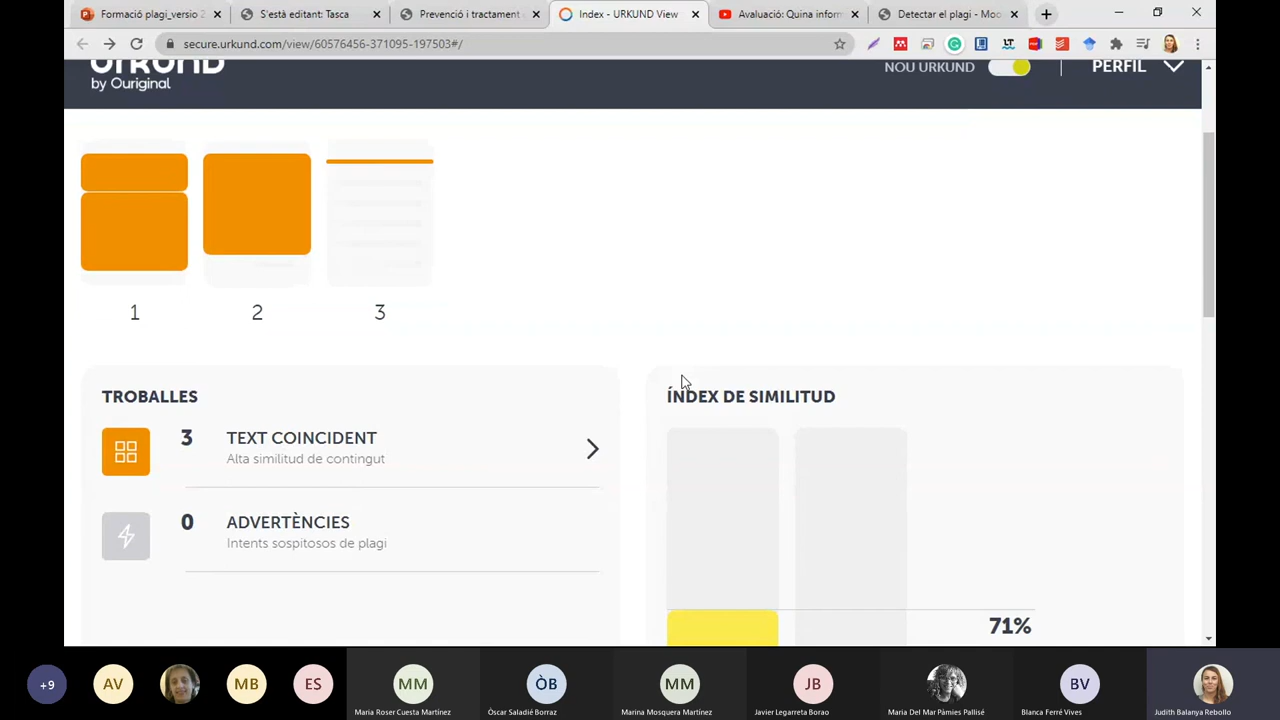 Formació plagi_versio 2
S'està editant: Tasca
Prevenció i tractament
Index - URKUND View
Avaluació: Quina inform
Detectar el plagi - Moo
secure.urkund.com/view/60576456-371095-197503#/
URKUND
by Ouriginal
NOU URKUND
PERFIL
1
2
3
TROBALLES
3
TEXT COINCIDENT
Alta similitud de contingut
0
ADVERTÈNCIES
Intents sospitosos de plagi
ÍNDEX DE SIMILITUD
71%
+9
AV
MB
ES
MM
Maria Roser Cuesta Martínez
ÒB
Òscar Saladié Borraz
MM
Marina Mosquera Martínez
JB
Javier Legarreta Borao
Maria Del Mar Pàmies Pallisé
BV
Blanca Ferré Vives
Judith Balanya Rebollo